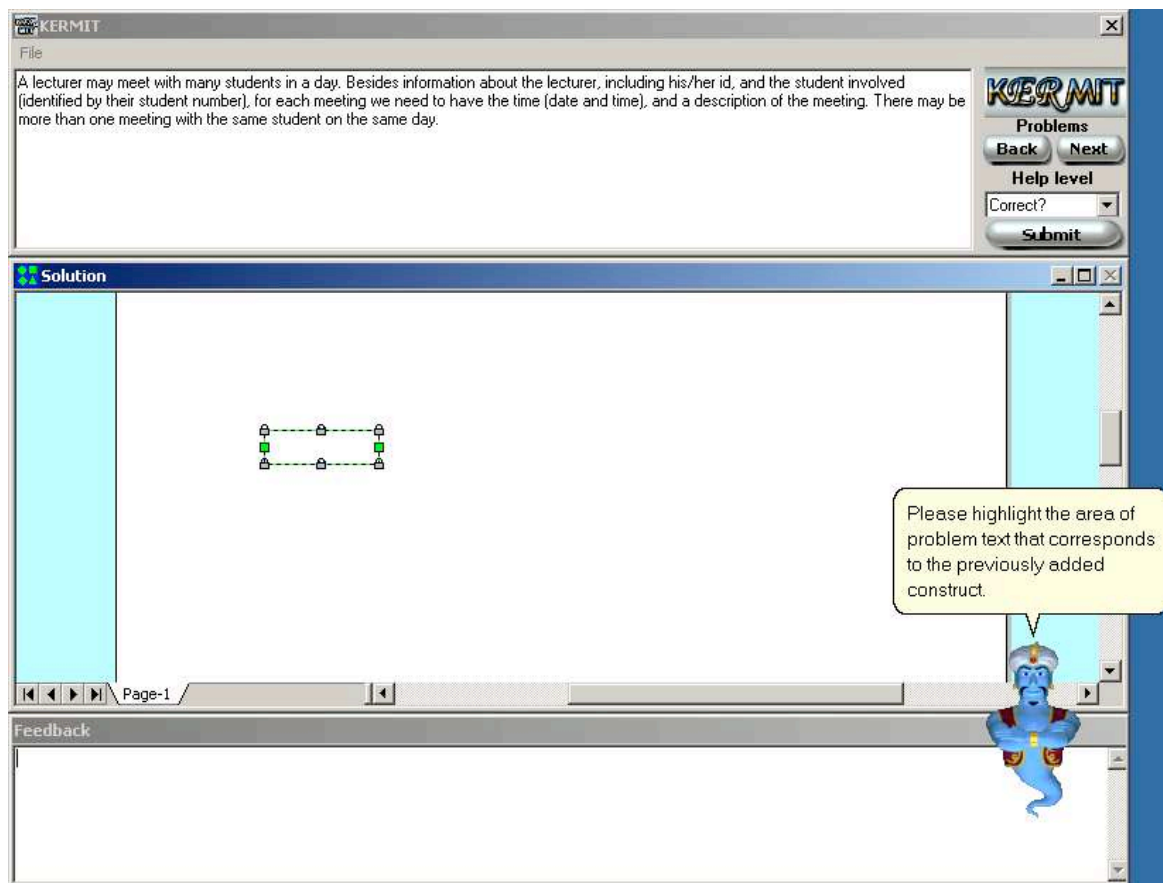 KERMIT
File
A lecturer may meet with many students in a day. Besides information about the lecturer, including his/her id, and the student involved
(identified by their student number), for each meeting we need to have the time (date and time), and a description of the meeting. There may be
more than one meeting with the same student on the same day.
KERMIT
Problems
Back Next
Help level
Correct?
Submit
Solution
Please highlight the area of
problem text that corresponds
to the previously added
construct.
Page-1
Feedback